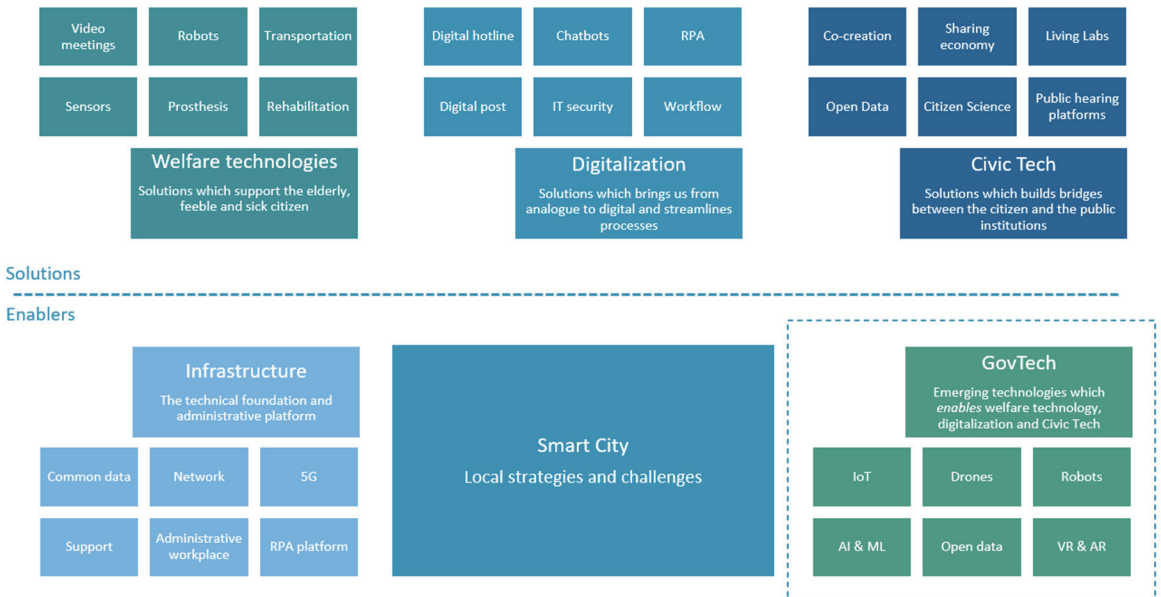 Video
meetings
Robots
Transportation
Sensors
Prosthesis
Rehabilitation
Welfare technologies
Solutions which support the elderly,
feeble and sick citizen
Digital hotline
Chatbots
RPA
Digital post
IT security
Workflow
Digitalization
Solutions which brings us from
analogue to digital and streamlines
processes
Co-creation
Sharing
economy
Living Labs
Open Data
Citizen Science
Public hearing
platforms
Civic Tech
Solutions which builds bridges
between the citizen and the public
institutions
Solutions
Enablers
Infrastructure
The technical foundation and
administrative platform
Common data
Network
5G
Support
Administrative
workplace
RPA platform
Smart City
Local strategies and challenges
GovTech
Emerging technologies which
enables welfare technology,
digitalization and Civic Tech
IoT
Drones
Robots
AI & ML
Open data
VR & AR